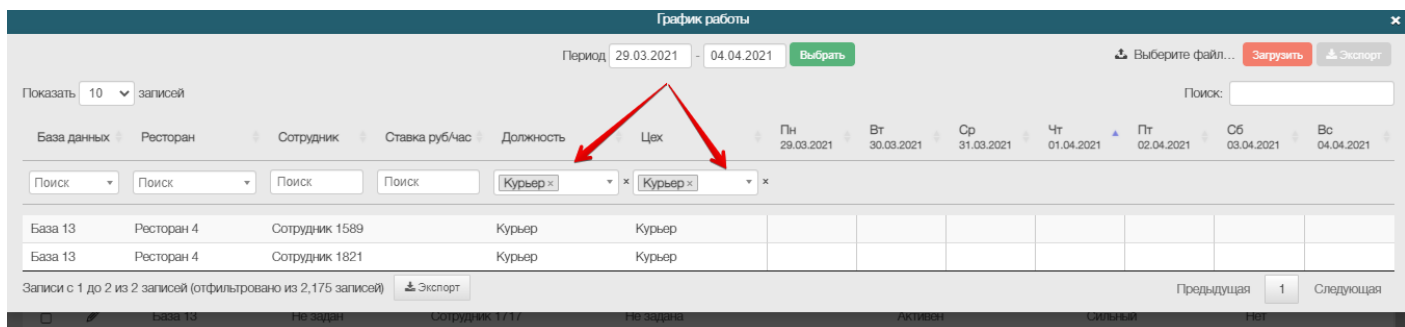 График работы ×
Период 29.03.2021 - 04.04.2021 Выбрать Выберите файл... Загрузить Экспорт
Показать 10 записей Поиск:
База данных Ресторан Сотрудник Ставка руб/час Должность Цех Пн 29.03.2021 Вт 30.03.2021 Ср 31.03.2021 Чт 01.04.2021 Пт 02.04.2021 Сб 03.04.2021 Вс 04.04.2021
Поиск Поиск Поиск Поиск Курьер × × Курьер × ×
База 13 Ресторан 4 Сотрудник 1589 Курьер Курьер
База 13 Ресторан 4 Сотрудник 1821 Курьер Курьер
Записи с 1 до 2 из 2 записей (отфильтровано из 2,175 записей) Экспорт Предыдущая 1 Следующая
База 13 Не задан Сотрудник 1717 Не задана Активен Сильный Нет